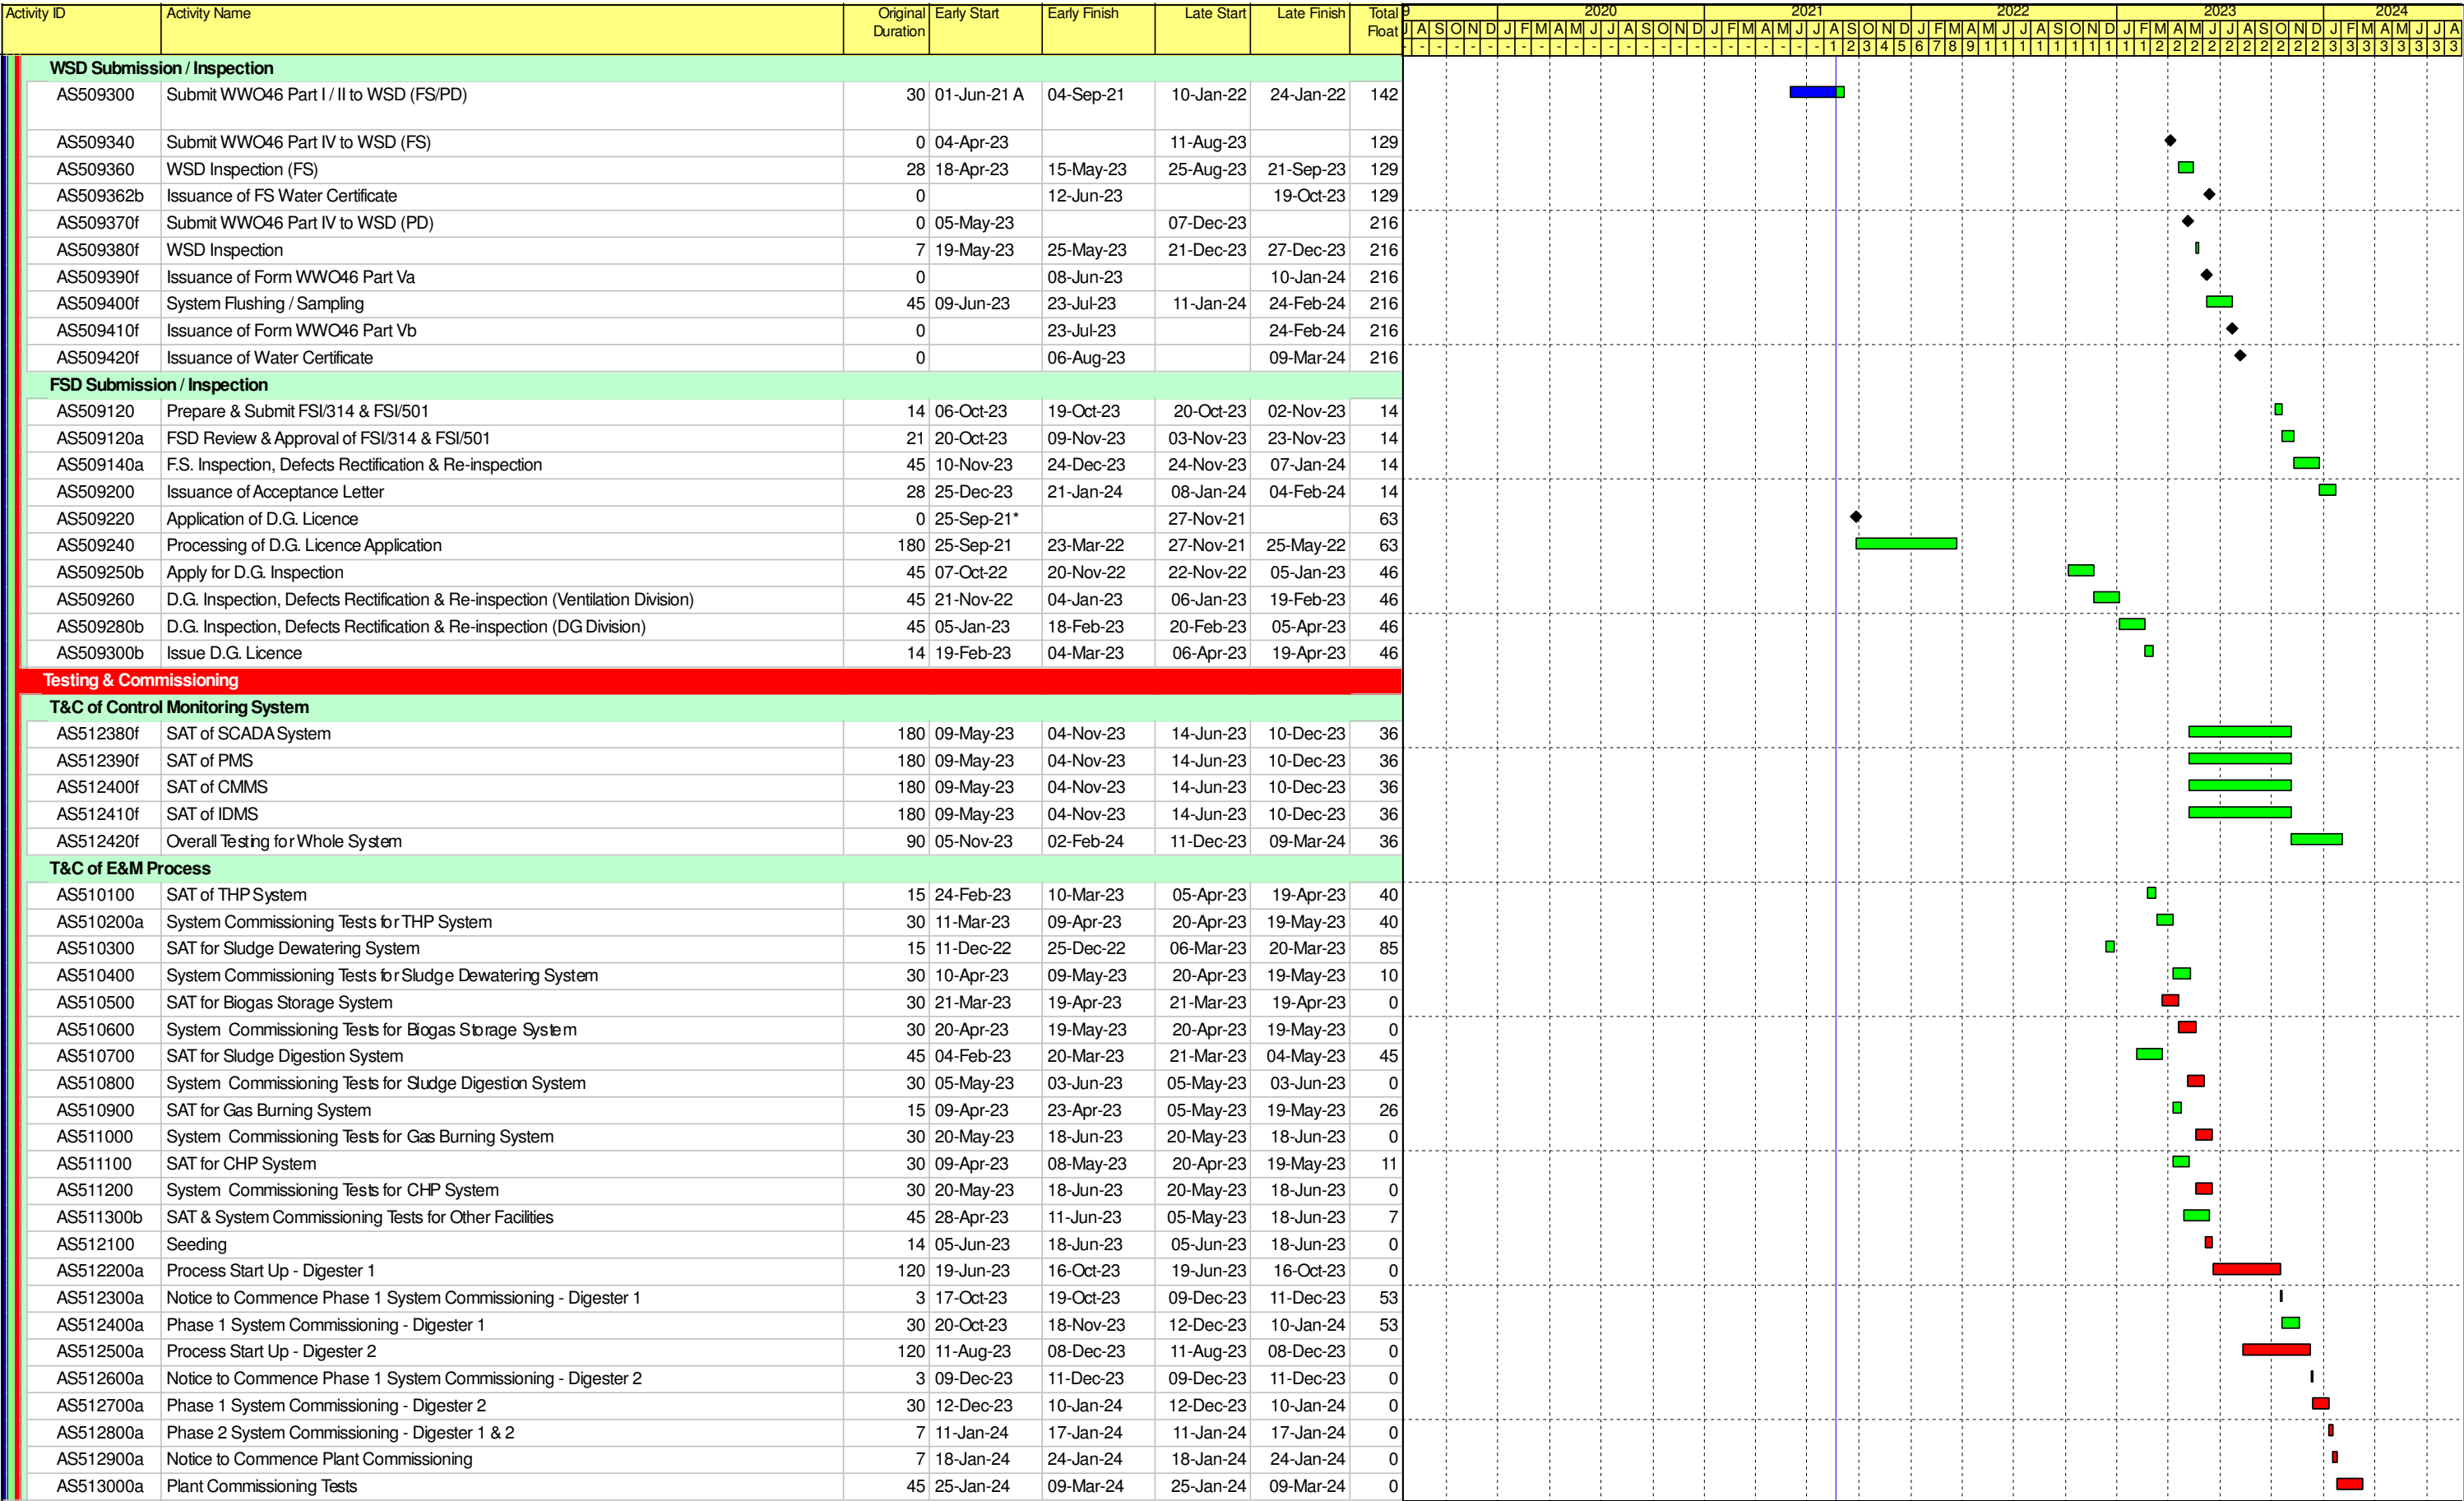 Activity ID Activity Name Original Duration Early Start Early Finish Late Start Late Finish Total Float
9 2020 2021 2022 2023 2024
J A S O N D J F M A M J J A S O N D J F M A M J J A S O N D J F M A M J J A S O N D J F M A M J J A S O N D J F M A M J J A
- - - - - - - - - - - - - - - - - - - - - - - - - 1 2 3 4 5 6 7 8 9 1 1 1 1 1 1 1 1 1 1 2 2 2 2 2 2 2 2 2 2 3 3 3 3 3 3 3
WSD Submission / Inspection
AS509300 Submit WWO46 Part I / II to WSD (FS/PD) 30 01-Jun-21 A 04-Sep-21 10-Jan-22 24-Jan-22 142
AS509340 Submit WWO46 Part IV to WSD (FS) 0 04-Apr-23 11-Aug-23 129
AS509360 WSD Inspection (FS) 28 18-Apr-23 15-May-23 25-Aug-23 21-Sep-23 129
AS509362b Issuance of FS Water Certificate 0 12-Jun-23 19-Oct-23 129
AS509370f Submit WWO46 Part IV to WSD (PD) 0 05-May-23 07-Dec-23 216
AS509380f WSD Inspection 7 19-May-23 25-May-23 21-Dec-23 27-Dec-23 216
AS509390f Issuance of Form WWO46 Part Va 0 08-Jun-23 10-Jan-24 216
AS509400f System Flushing / Sampling 45 09-Jun-23 23-Jul-23 11-Jan-24 24-Feb-24 216
AS509410f Issuance of Form WWO46 Part Vb 0 23-Jul-23 24-Feb-24 216
AS509420f Issuance of Water Certificate 0 06-Aug-23 09-Mar-24 216
FSD Submission / Inspection
AS509120 Prepare & Submit FSI/314 & FSI/501 14 06-Oct-23 19-Oct-23 20-Oct-23 02-Nov-23 14
AS509120a FSD Review & Approval of FSI/314 & FSI/501 21 20-Oct-23 09-Nov-23 03-Nov-23 23-Nov-23 14
AS509140a F.S. Inspection, Defects Rectification & Re-inspection 45 10-Nov-23 24-Dec-23 24-Nov-23 07-Jan-24 14
AS509200 Issuance of Acceptance Letter 28 25-Dec-23 21-Jan-24 08-Jan-24 04-Feb-24 14
AS509220 Application of D.G. Licence 0 25-Sep-21* 27-Nov-21 63
AS509240 Processing of D.G. Licence Application 180 25-Sep-21 23-Mar-22 27-Nov-21 25-May-22 63
AS509250b Apply for D.G. Inspection 45 07-Oct-22 20-Nov-22 22-Nov-22 05-Jan-23 46
AS509260 D.G. Inspection, Defects Rectification & Re-inspection (Ventilation Division) 45 21-Nov-22 04-Jan-23 06-Jan-23 19-Feb-23 46
AS509280b D.G. Inspection, Defects Rectification & Re-inspection (DG Division) 45 05-Jan-23 18-Feb-23 20-Feb-23 05-Apr-23 46
AS509300b Issue D.G. Licence 14 19-Feb-23 04-Mar-23 06-Apr-23 19-Apr-23 46
Testing & Commissioning
T&C of Control Monitoring System
AS512380f SAT of SCADA System 180 09-May-23 04-Nov-23 14-Jun-23 10-Dec-23 36
AS512390f SAT of PMS 180 09-May-23 04-Nov-23 14-Jun-23 10-Dec-23 36
AS512400f SAT of CMMS 180 09-May-23 04-Nov-23 14-Jun-23 10-Dec-23 36
AS512410f SAT of IDMS 180 09-May-23 04-Nov-23 14-Jun-23 10-Dec-23 36
AS512420f Overall Testing for Whole System 90 05-Nov-23 02-Feb-24 11-Dec-23 09-Mar-24 36
T&C of E&M Process
AS510100 SAT of THP System 15 24-Feb-23 10-Mar-23 05-Apr-23 19-Apr-23 40
AS510200a System Commissioning Tests for THP System 30 11-Mar-23 09-Apr-23 20-Apr-23 19-May-23 40
AS510300 SAT for Sludge Dewatering System 15 11-Dec-22 25-Dec-22 06-Mar-23 20-Mar-23 85
AS510400 System Commissioning Tests for Sludge Dewatering System 30 10-Apr-23 09-May-23 20-Apr-23 19-May-23 10
AS510500 SAT for Biogas Storage System 30 21-Mar-23 19-Apr-23 21-Mar-23 19-Apr-23 0
AS510600 System Commissioning Tests for Biogas Storage System 30 20-Apr-23 19-May-23 20-Apr-23 19-May-23 0
AS510700 SAT for Sludge Digestion System 45 04-Feb-23 20-Mar-23 21-Mar-23 04-May-23 45
AS510800 System Commissioning Tests for Sludge Digestion System 30 05-May-23 03-Jun-23 05-May-23 03-Jun-23 0
AS510900 SAT for Gas Burning System 15 09-Apr-23 23-Apr-23 05-May-23 19-May-23 26
AS511000 System Commissioning Tests for Gas Burning System 30 20-May-23 18-Jun-23 20-May-23 18-Jun-23 0
AS511100 SAT for CHP System 30 09-Apr-23 08-May-23 20-Apr-23 19-May-23 11
AS511200 System Commissioning Tests for CHP System 30 20-May-23 18-Jun-23 20-May-23 18-Jun-23 0
AS511300b SAT & System Commissioning Tests for Other Facilities 45 28-Apr-23 11-Jun-23 05-May-23 18-Jun-23 7
AS512100 Seeding 14 05-Jun-23 18-Jun-23 05-Jun-23 18-Jun-23 0
AS512200a Process Start Up - Digester 1 120 19-Jun-23 16-Oct-23 19-Jun-23 16-Oct-23 0
AS512300a Notice to Commence Phase 1 System Commissioning - Digester 1 3 17-Oct-23 19-Oct-23 09-Dec-23 11-Dec-23 53
AS512400a Phase 1 System Commissioning - Digester 1 30 20-Oct-23 18-Nov-23 12-Dec-23 10-Jan-24 53
AS512500a Process Start Up - Digester 2 120 11-Aug-23 08-Dec-23 11-Aug-23 08-Dec-23 0
AS512600a Notice to Commence Phase 1 System Commissioning - Digester 2 3 09-Dec-23 11-Dec-23 09-Dec-23 11-Dec-23 0
AS512700a Phase 1 System Commissioning - Digester 2 30 12-Dec-23 10-Jan-24 12-Dec-23 10-Jan-24 0
AS512800a Phase 2 System Commissioning - Digester 1 & 2 7 11-Jan-24 17-Jan-24 11-Jan-24 17-Jan-24 0
AS512900a Notice to Commence Plant Commissioning 7 18-Jan-24 24-Jan-24 18-Jan-24 24-Jan-24 0
AS513000a Plant Commissioning Tests 45 25-Jan-24 09-Mar-24 25-Jan-24 09-Mar-24 0